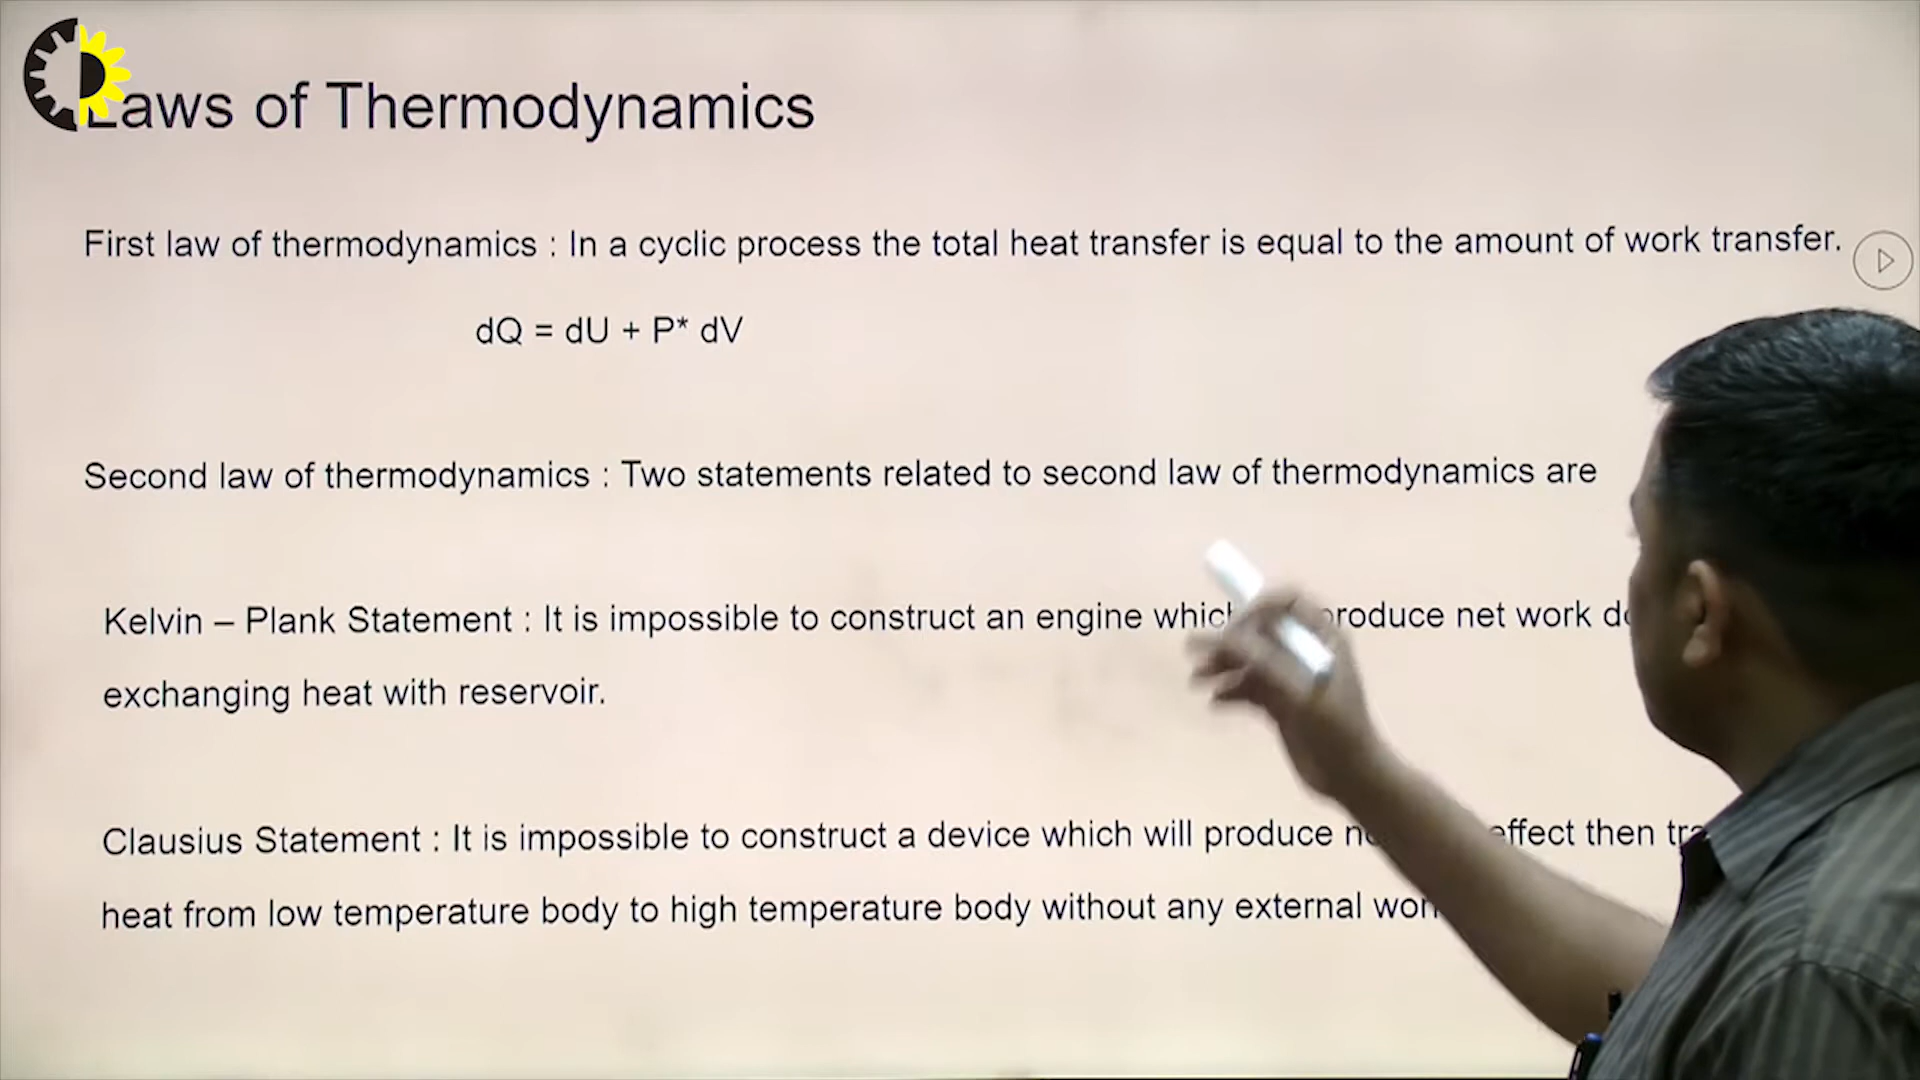 Laws of Thermodynamics
First law of thermodynamics : In a cyclic process the total heat transfer is equal to the amount of work transfer.
dQ = dU + P* dV
Second law of thermodynamics : Two statements related to second law of thermodynamics are
Kelvin – Plank Statement : It is impossible to construct an engine which produce net work
exchanging heat with reservoir.
Clausius Statement : It is impossible to construct a device which will produce effect then
heat from low temperature body to high temperature body without any external